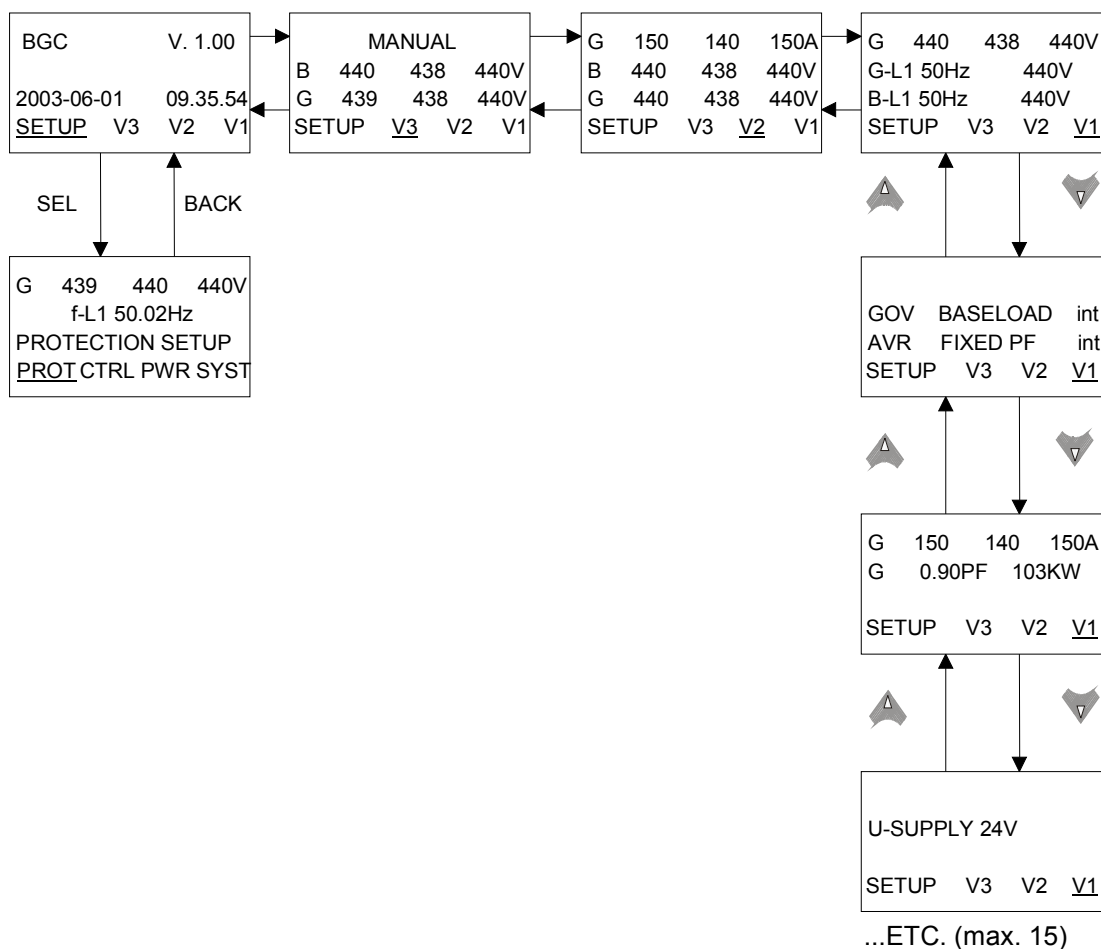 BGC V. 1.00
2003-06-01 09.35.54
SETUP V3 V2 V1
MANUAL
B 440 438 440V
G 439 438 440V
SETUP V3 V2 V1
G 150 140 150A
B 440 438 440V
G 440 438 440V
SETUP V3 V2 V1
G 440 438 440V
G-L1 50Hz 440V
B-L1 50Hz 440V
SETUP V3 V2 V1
SEL BACK
G 439 440 440V
f-L1 50.02Hz
PROTECTION SETUP
PROT CTRL PWR SYST
GOV BASELOAD int
AVR FIXED PF int
SETUP V3 V2 V1
G 150 140 150A
G 0.90PF 103KW
SETUP V3 V2 V1
U-SUPPLY 24V
SETUP V3 V2 V1
...ETC. (max. 15)